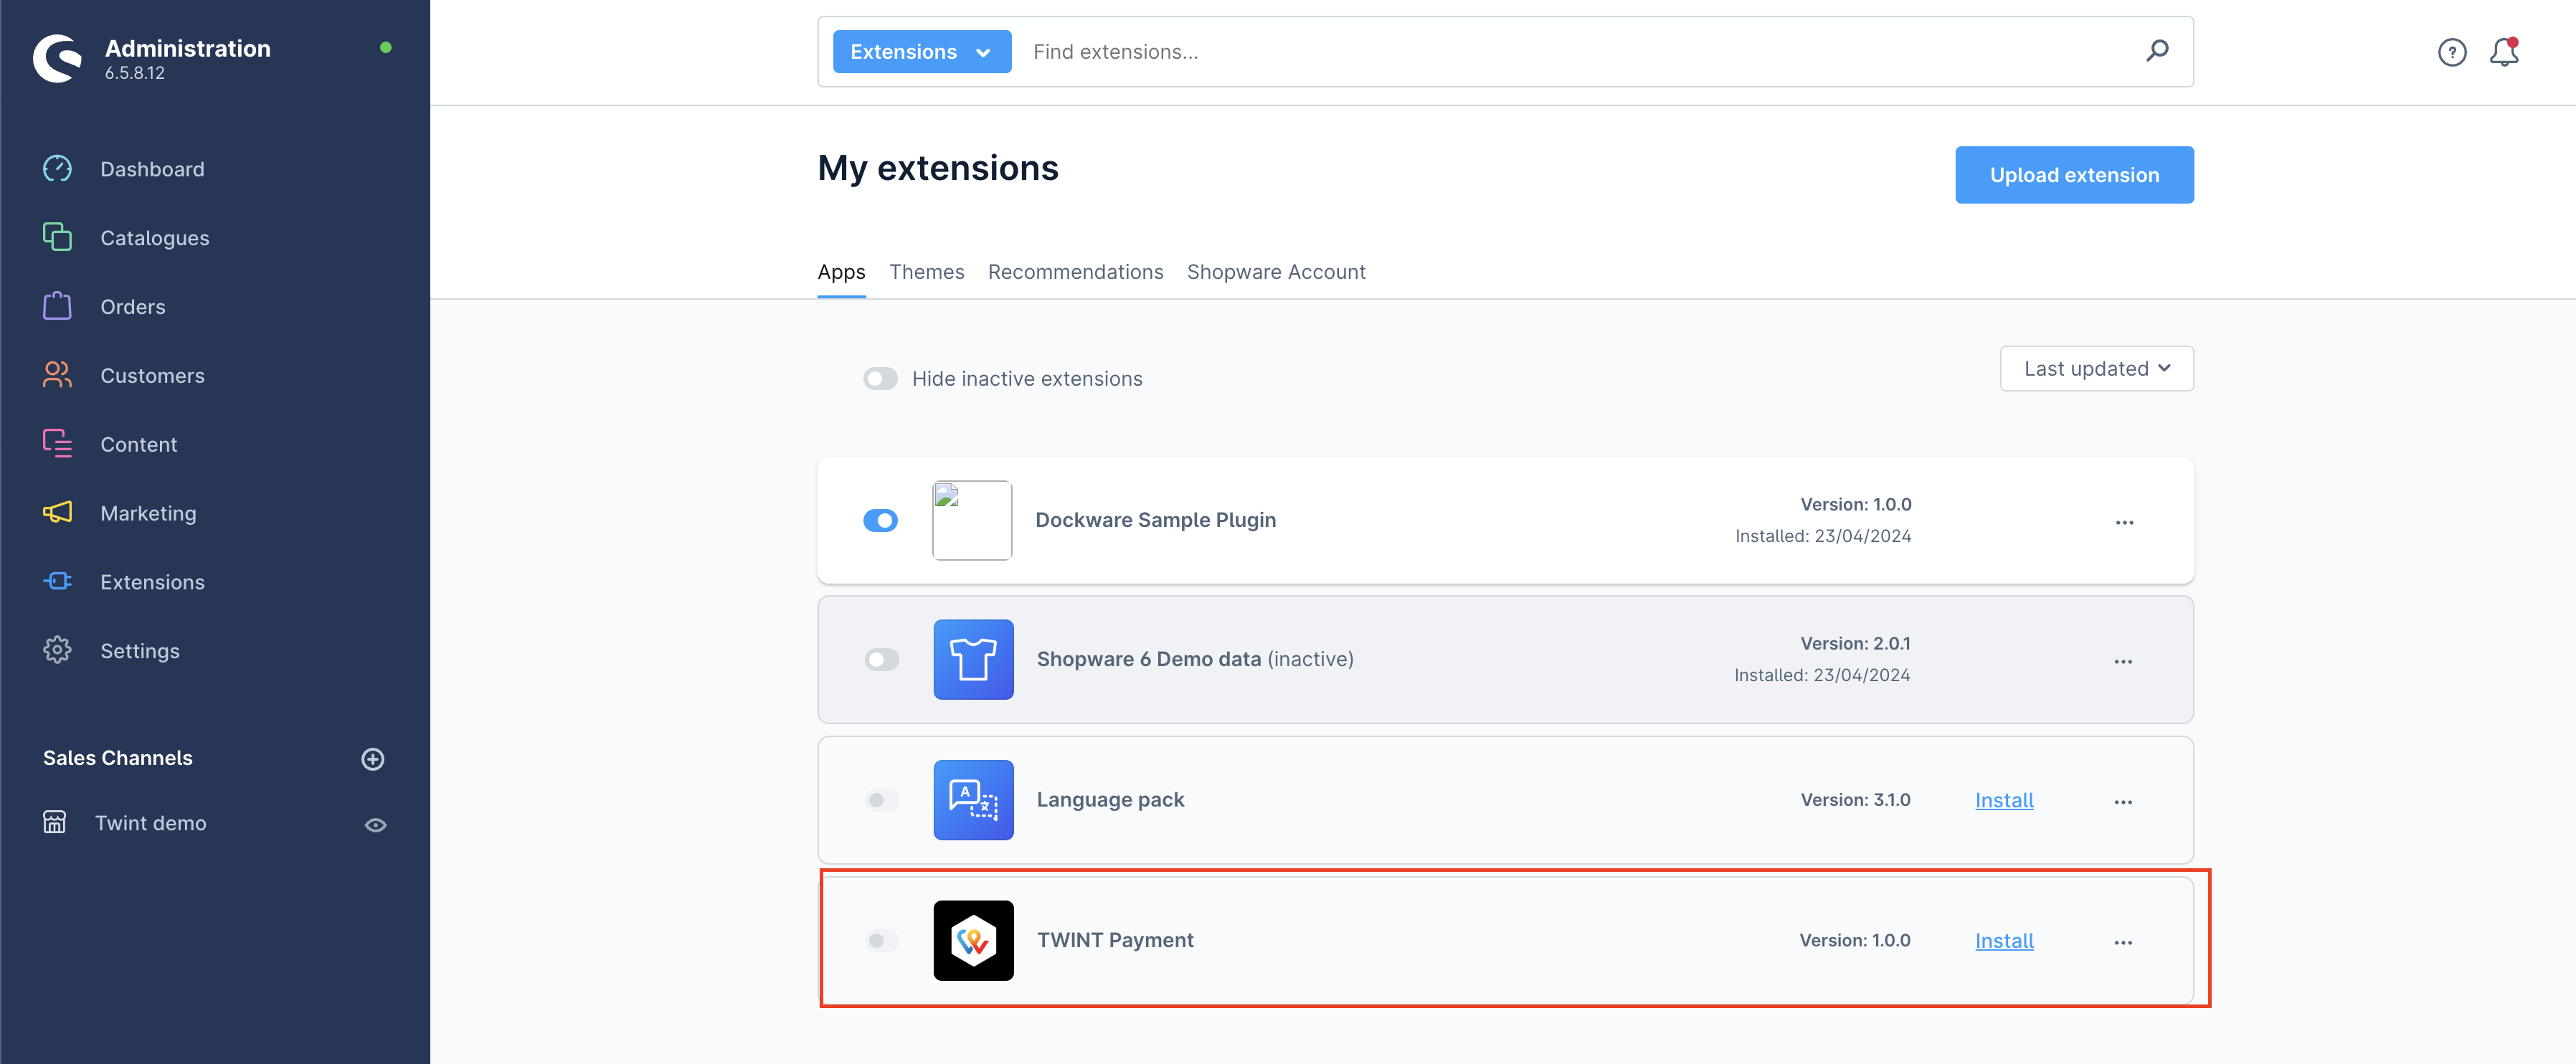 Administration
6.5.8.12
Dashboard
Catalogues
Orders
Customers
Content
Marketing
Extensions
Settings
Sales Channels
Twint demo
Extensions
Find extensions...
?
My extensions
Upload extension
Apps Themes Recommendations Shopware Account
Hide inactive extensions
Last updated
Dockware Sample Plugin
Version: 1.0.0
Installed: 23/04/2024
Shopware 6 Demo data (inactive)
Version: 2.0.1
Installed: 23/04/2024
A
文
Language pack
Version: 3.1.0
Install
TWINT Payment
Version: 1.0.0
Install